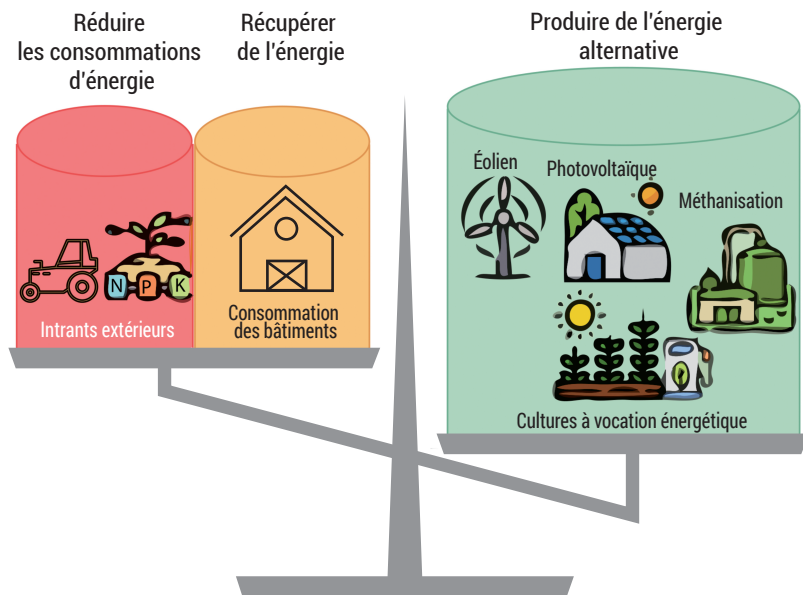 Réduire
les consommations
d'énergie
Récupérer
de l'énergie
Produire de l'énergie
alternative
Éolien
Photovoltaïque
Méthanisation
N P K
Intrants extérieurs
Consommation
des bâtiments
Cultures à vocation énergétique